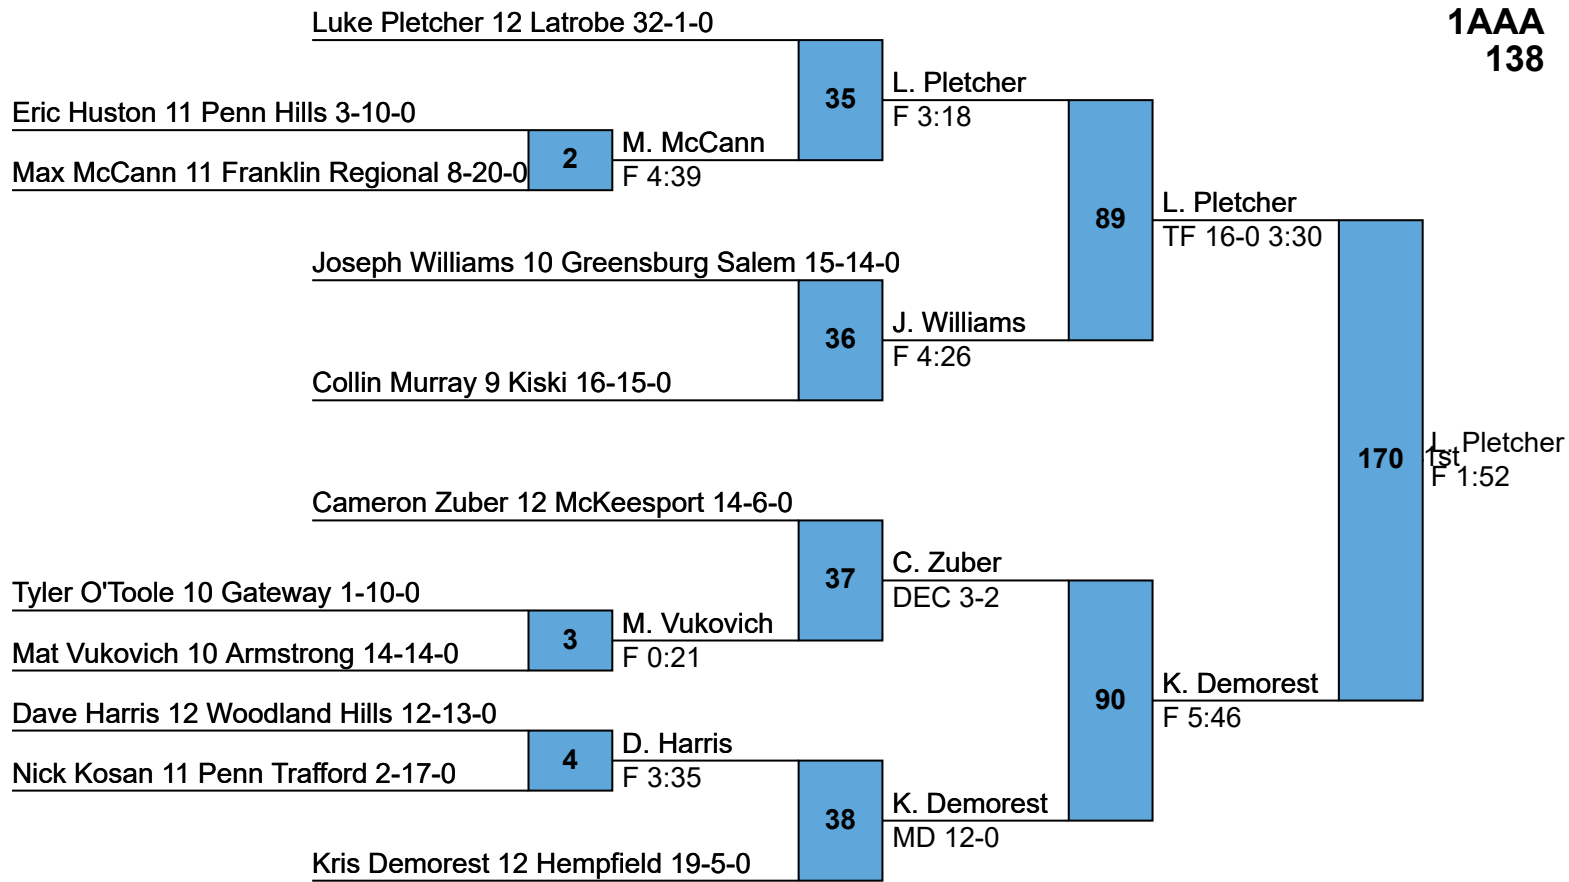 1AAA
138
Luke Pletcher 12 Latrobe 32-1-0
35
L. Pletcher
F 3:18
Eric Huston 11 Penn Hills 3-10-0
2
M. McCann
F 4:39
Max McCann 11 Franklin Regional 8-20-0
89
L. Pletcher
TF 16-0 3:30
Joseph Williams 10 Greensburg Salem 15-14-0
36
J. Williams
F 4:26
Collin Murray 9 Kiski 16-15-0
170
L. Pletcher
1st
F 1:52
Cameron Zuber 12 McKeesport 14-6-0
37
C. Zuber
DEC 3-2
Tyler O'Toole 10 Gateway 1-10-0
3
M. Vukovich
F 0:21
Mat Vukovich 10 Armstrong 14-14-0
90
K. Demorest
F 5:46
Dave Harris 12 Woodland Hills 12-13-0
4
D. Harris
F 3:35
Nick Kosan 11 Penn Trafford 2-17-0
38
K. Demorest
MD 12-0
Kris Demorest 12 Hempfield 19-5-0